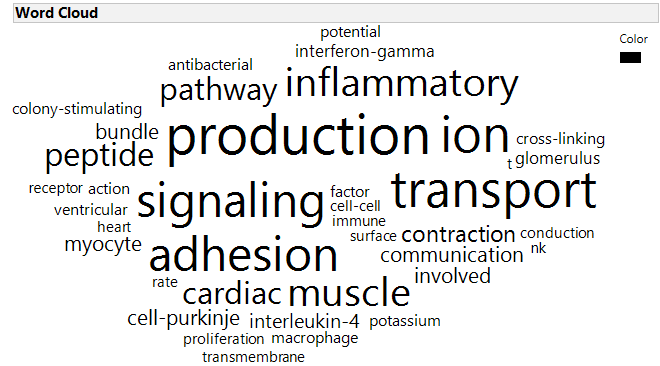 Word Cloud
Color
potential
interferon-gamma
antibacterial
pathway inflammatory
colony-stimulating
bundle production ion cross-linking
peptide t glomerulus
receptor action signaling factor transport
ventricular cell-cell
heart immune
myocyte adhesion surface contraction conduction
communication nk
rate cardiac muscle involved
cell-purkinje interleukin-4 potassium
proliferation macrophage
transmembrane